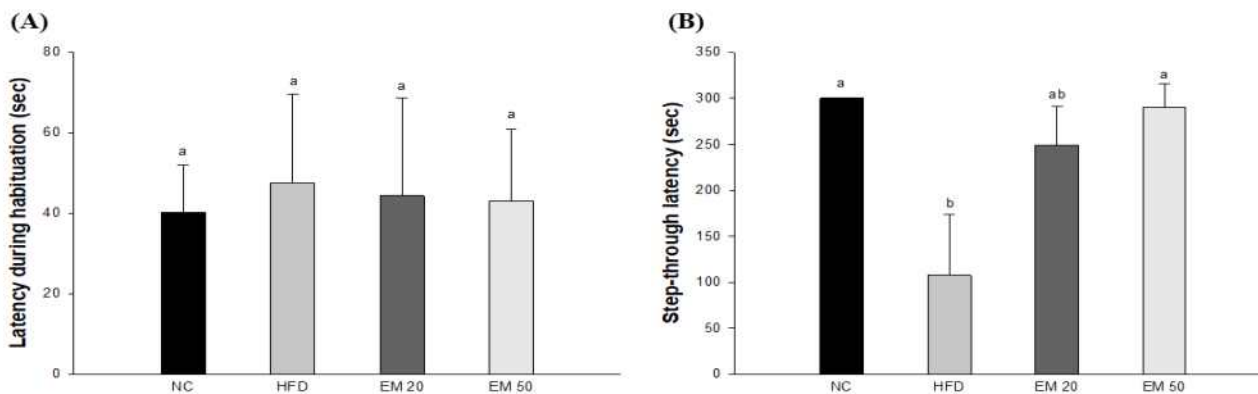 (A)
Latency during habituation (sec)
80
60
40
20
0
a
a
a
a
NC
HFD
EM 20
EM 50
(B)
Step-through latency (sec)
350
300
250
200
150
100
50
0
a
b
ab
a
NC
HFD
EM 20
EM 50